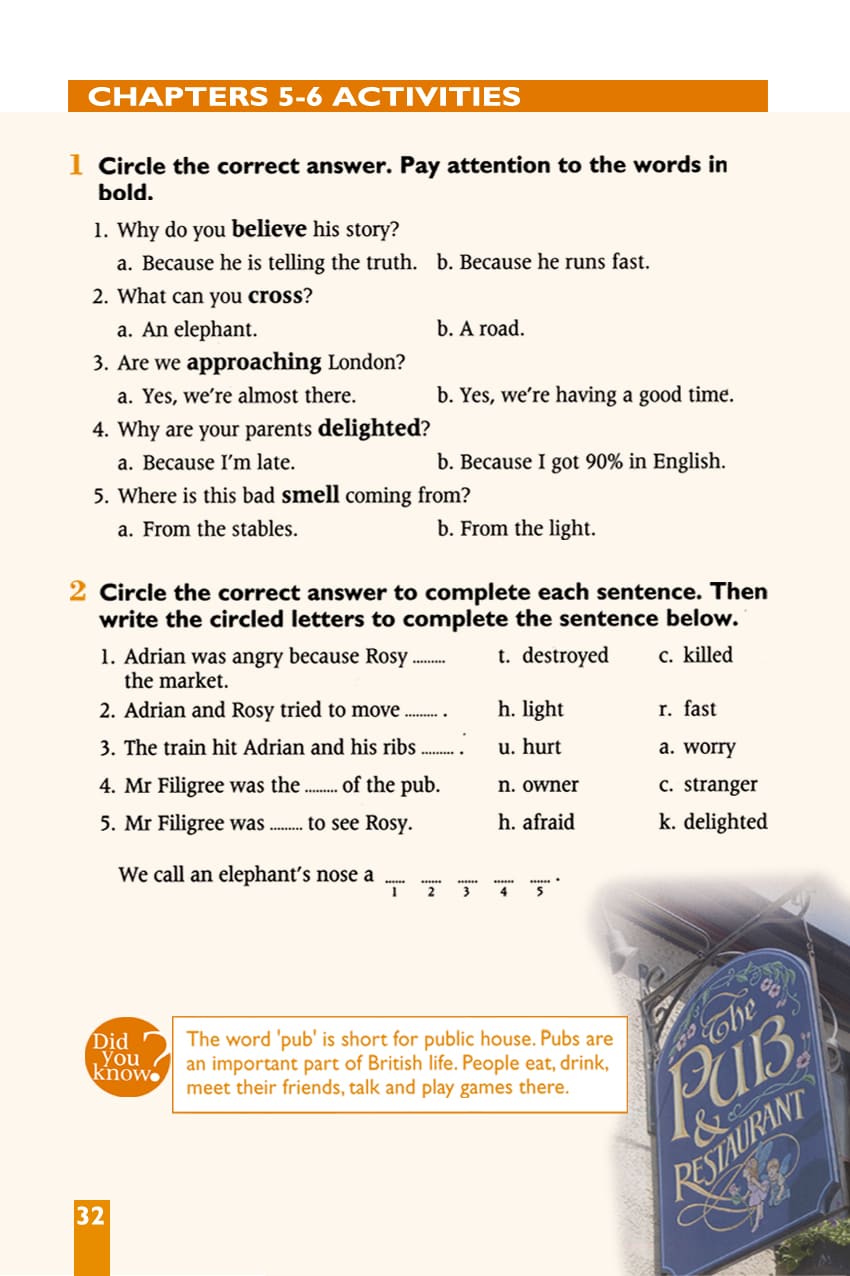 CHAPTERS 5-6 ACTIVITIES
1 Circle the correct answer. Pay attention to the words in
bold.
1. Why do you believe his story?
a. Because he is telling the truth. b. Because he runs fast.
2. What can you cross?
a. An elephant. b. A road.
3. Are we approaching London?
a. Yes, we're almost there. b. Yes, we're having a good time.
4. Why are your parents delighted?
a. Because I'm late. b. Because I got 90% in English.
5. Where is this bad smell coming from?
a. From the stables. b. From the light.
2 Circle the correct answer to complete each sentence. Then
write the circled letters to complete the sentence below.
1. Adrian was angry because Rosy ......... t. destroyed c. killed
the market.
2. Adrian and Rosy tried to move ......... . h. light r. fast
3. The train hit Adrian and his ribs ......... . u. hurt a. worry
4. Mr Filigree was the ......... of the pub. n. owner c. stranger
5. Mr Filigree was ......... to see Rosy. h. afraid k. delighted
We call an elephant's nose a ...... ...... ...... ...... ...... .
1 2 3 4 5
Did
you
know?
The word 'pub' is short for public house. Pubs are
an important part of British life. People eat, drink,
meet their friends, talk and play games there.
The
PUB
&
RESTAURANT
32